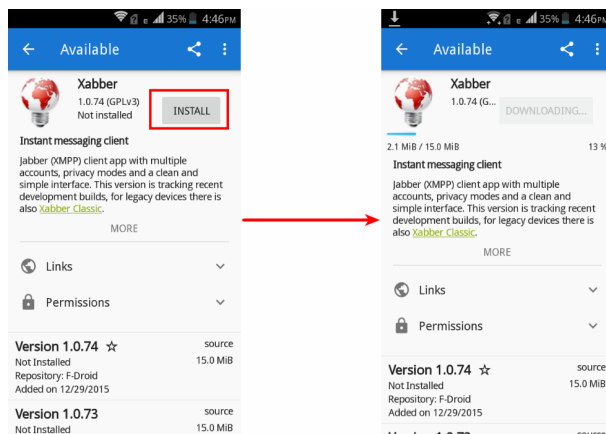 35% 4:46PM
Available
Xabber
1.0.74 (GPLv3)
Not installed
INSTALL
Instant messaging client
Jabber (XMPP) client app with multiple
accounts, privacy modes and a clean and
simple interface. This version is tracking recent
development builds, for legacy devices there is
also Xabber Classic.
MORE
Links
Permissions
Version 1.0.74 ☆ source
Not Installed 15.0 MiB
Repository: F-Droid
Added on 12/29/2015
Version 1.0.73 source
Not Installed 15.0 MiB
35% 4:46PM
Available
Xabber
1.0.74 (G...
DOWNLOADING...
2.1 MiB / 15.0 MiB 13 %
Instant messaging client
Jabber (XMPP) client app with multiple
accounts, privacy modes and a clean and
simple interface. This version is tracking recent
development builds, for legacy devices there is
also Xabber Classic.
MORE
Links
Permissions
Version 1.0.74 ☆ source
Not Installed 15.0 MiB
Repository: F-Droid
Added on 12/29/2015